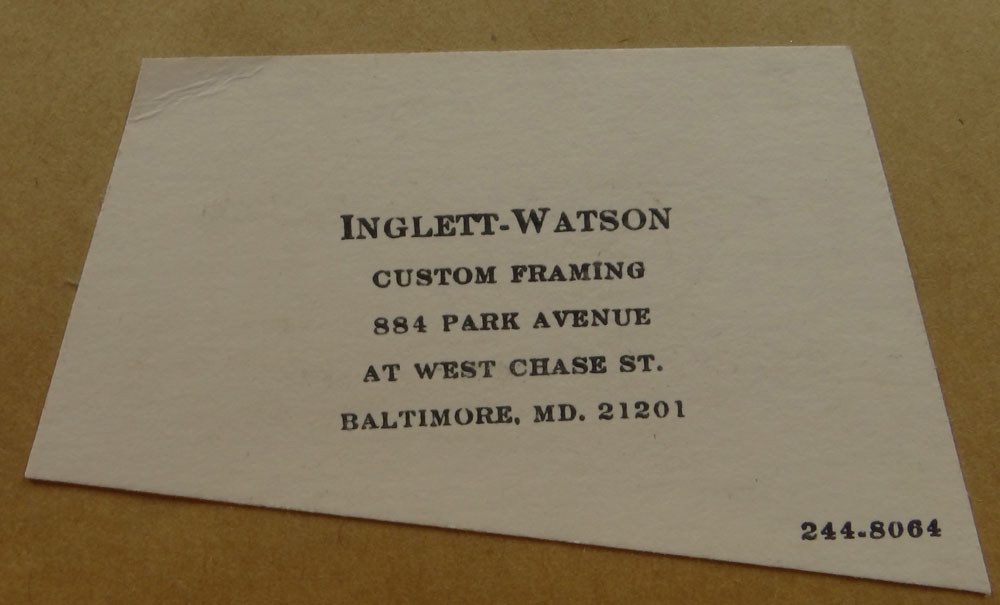 INGLETT-WATSON
CUSTOM FRAMING
884 PARK AVENUE
AT WEST CHASE ST.
BALTIMORE, MD. 21201
244-8064